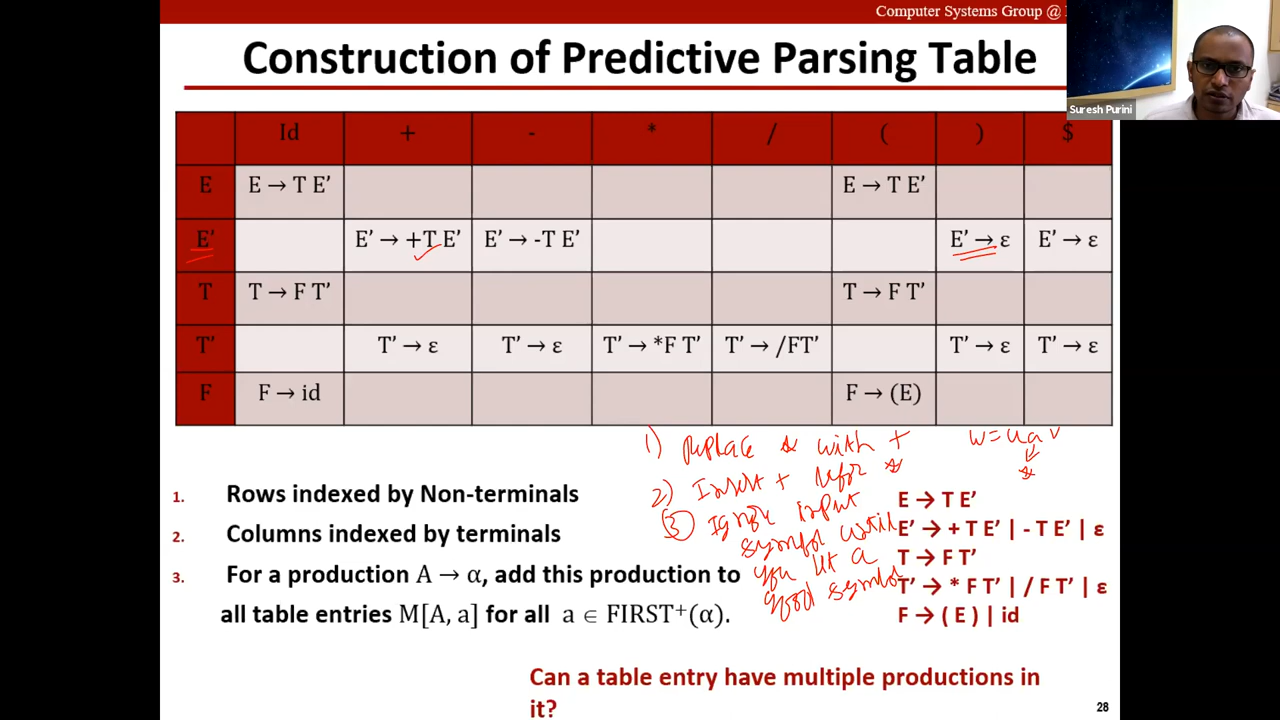 Computer Systems Group @
Construction of Predictive Parsing Table
Suresh Purini
Id + - * / ( ) $
E E → T E’ E → T E’
E’ E’ → +T E’ E’ → -T E’ E’ → ε E’ → ε
T T → F T’ T → F T’
T’ T’ → ε T’ → ε T’ → *F T’ T’ → /FT’ T’ → ε T’ → ε
F F → id F → (E)
1) Replace * with +
w = u a v
*
2) Insert + before *
3) Ignore input
symbol until
you hit a
good symbol
1. Rows indexed by Non-terminals
2. Columns indexed by terminals
3. For a production A → α, add this production to
all table entries M[A, a] for all a ∈ FIRST⁺(α).
E → T E’
E’ → + T E’ | - T E’ | ε
T → F T’
T’ → * F T’ | / F T’ | ε
F → ( E ) | id
Can a table entry have multiple productions in
it?
28